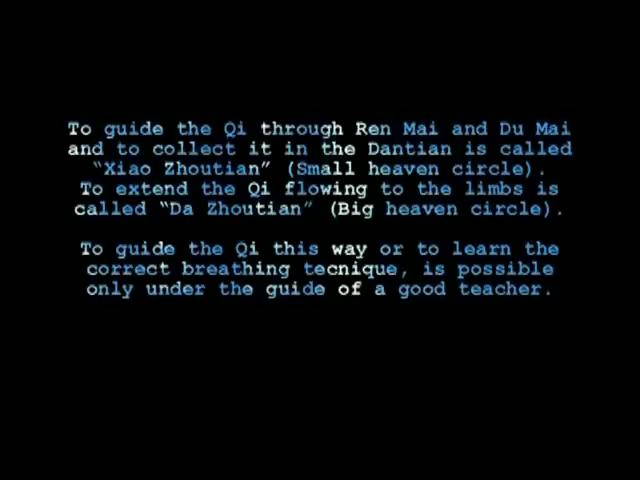 To guide the Qi through Ren Mai and Du Mai
and to collect it in the Dantian is called
“Xiao Zhoutian” (Small heaven circle).
To extend the Qi flowing to the limbs is
called “Da Zhoutian” (Big heaven circle).
To guide the Qi this way or to learn the
correct breathing tecnique, is possible
only under the guide of a good teacher.